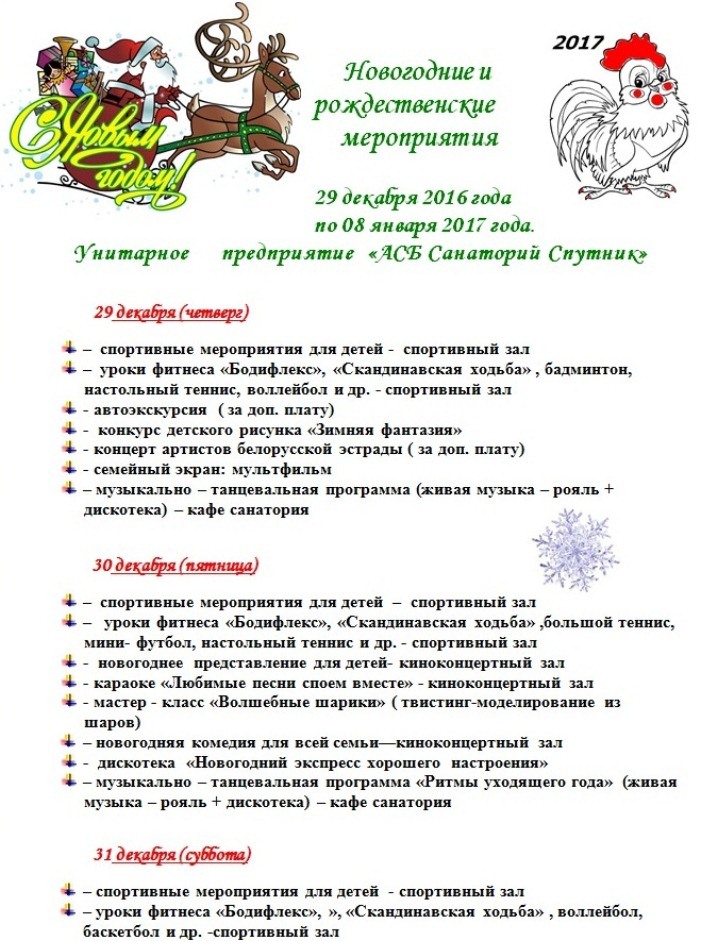 2017
С Новым
годом!
Новогодние и
рождественские
мероприятия
29 декабря 2016 года
по 08 января 2017 года.
Унитарное предприятие «АСБ Санаторий Спутник»
29 декабря (четверг)
– спортивные мероприятия для детей - спортивный зал
– уроки фитнеса «Бодифлекс», «Скандинавская ходьба» , бадминтон,
настольный теннис, воллейбол и др. - спортивный зал
- автоэкскурсия ( за доп. плату)
- конкурс детского рисунка «Зимняя фантазия»
- концерт артистов белорусской эстрады ( за доп. плату)
- семейный экран: мультфильм
– музыкально – танцевальная программа (живая музыка – рояль +
дискотека) – кафе санатория
30 декабря (пятница)
– спортивные мероприятия для детей – спортивный зал
– уроки фитнеса «Бодифлекс», «Скандинавская ходьба» ,большой теннис,
мини- футбол, настольный теннис и др. - спортивный зал
- новогоднее представление для детей- киноконцертный зал
- караоке «Любимые песни споем вместе» - киноконцертный зал
- мастер - класс «Волшебные шарики» ( твистинг-моделирование из
шаров)
– новогодняя комедия для всей семьи—киноконцертный зал
- дискотека «Новогодний экспресс хорошего настроения»
– музыкально – танцевальная программа «Ритмы уходящего года» (живая
музыка – рояль + дискотека) – кафе санатория
31 декабря (суббота)
– спортивные мероприятия для детей - спортивный зал
– уроки фитнеса «Бодифлекс», », «Скандинавская ходьба» , воллейбол,
баскетбол и др. -спортивный зал